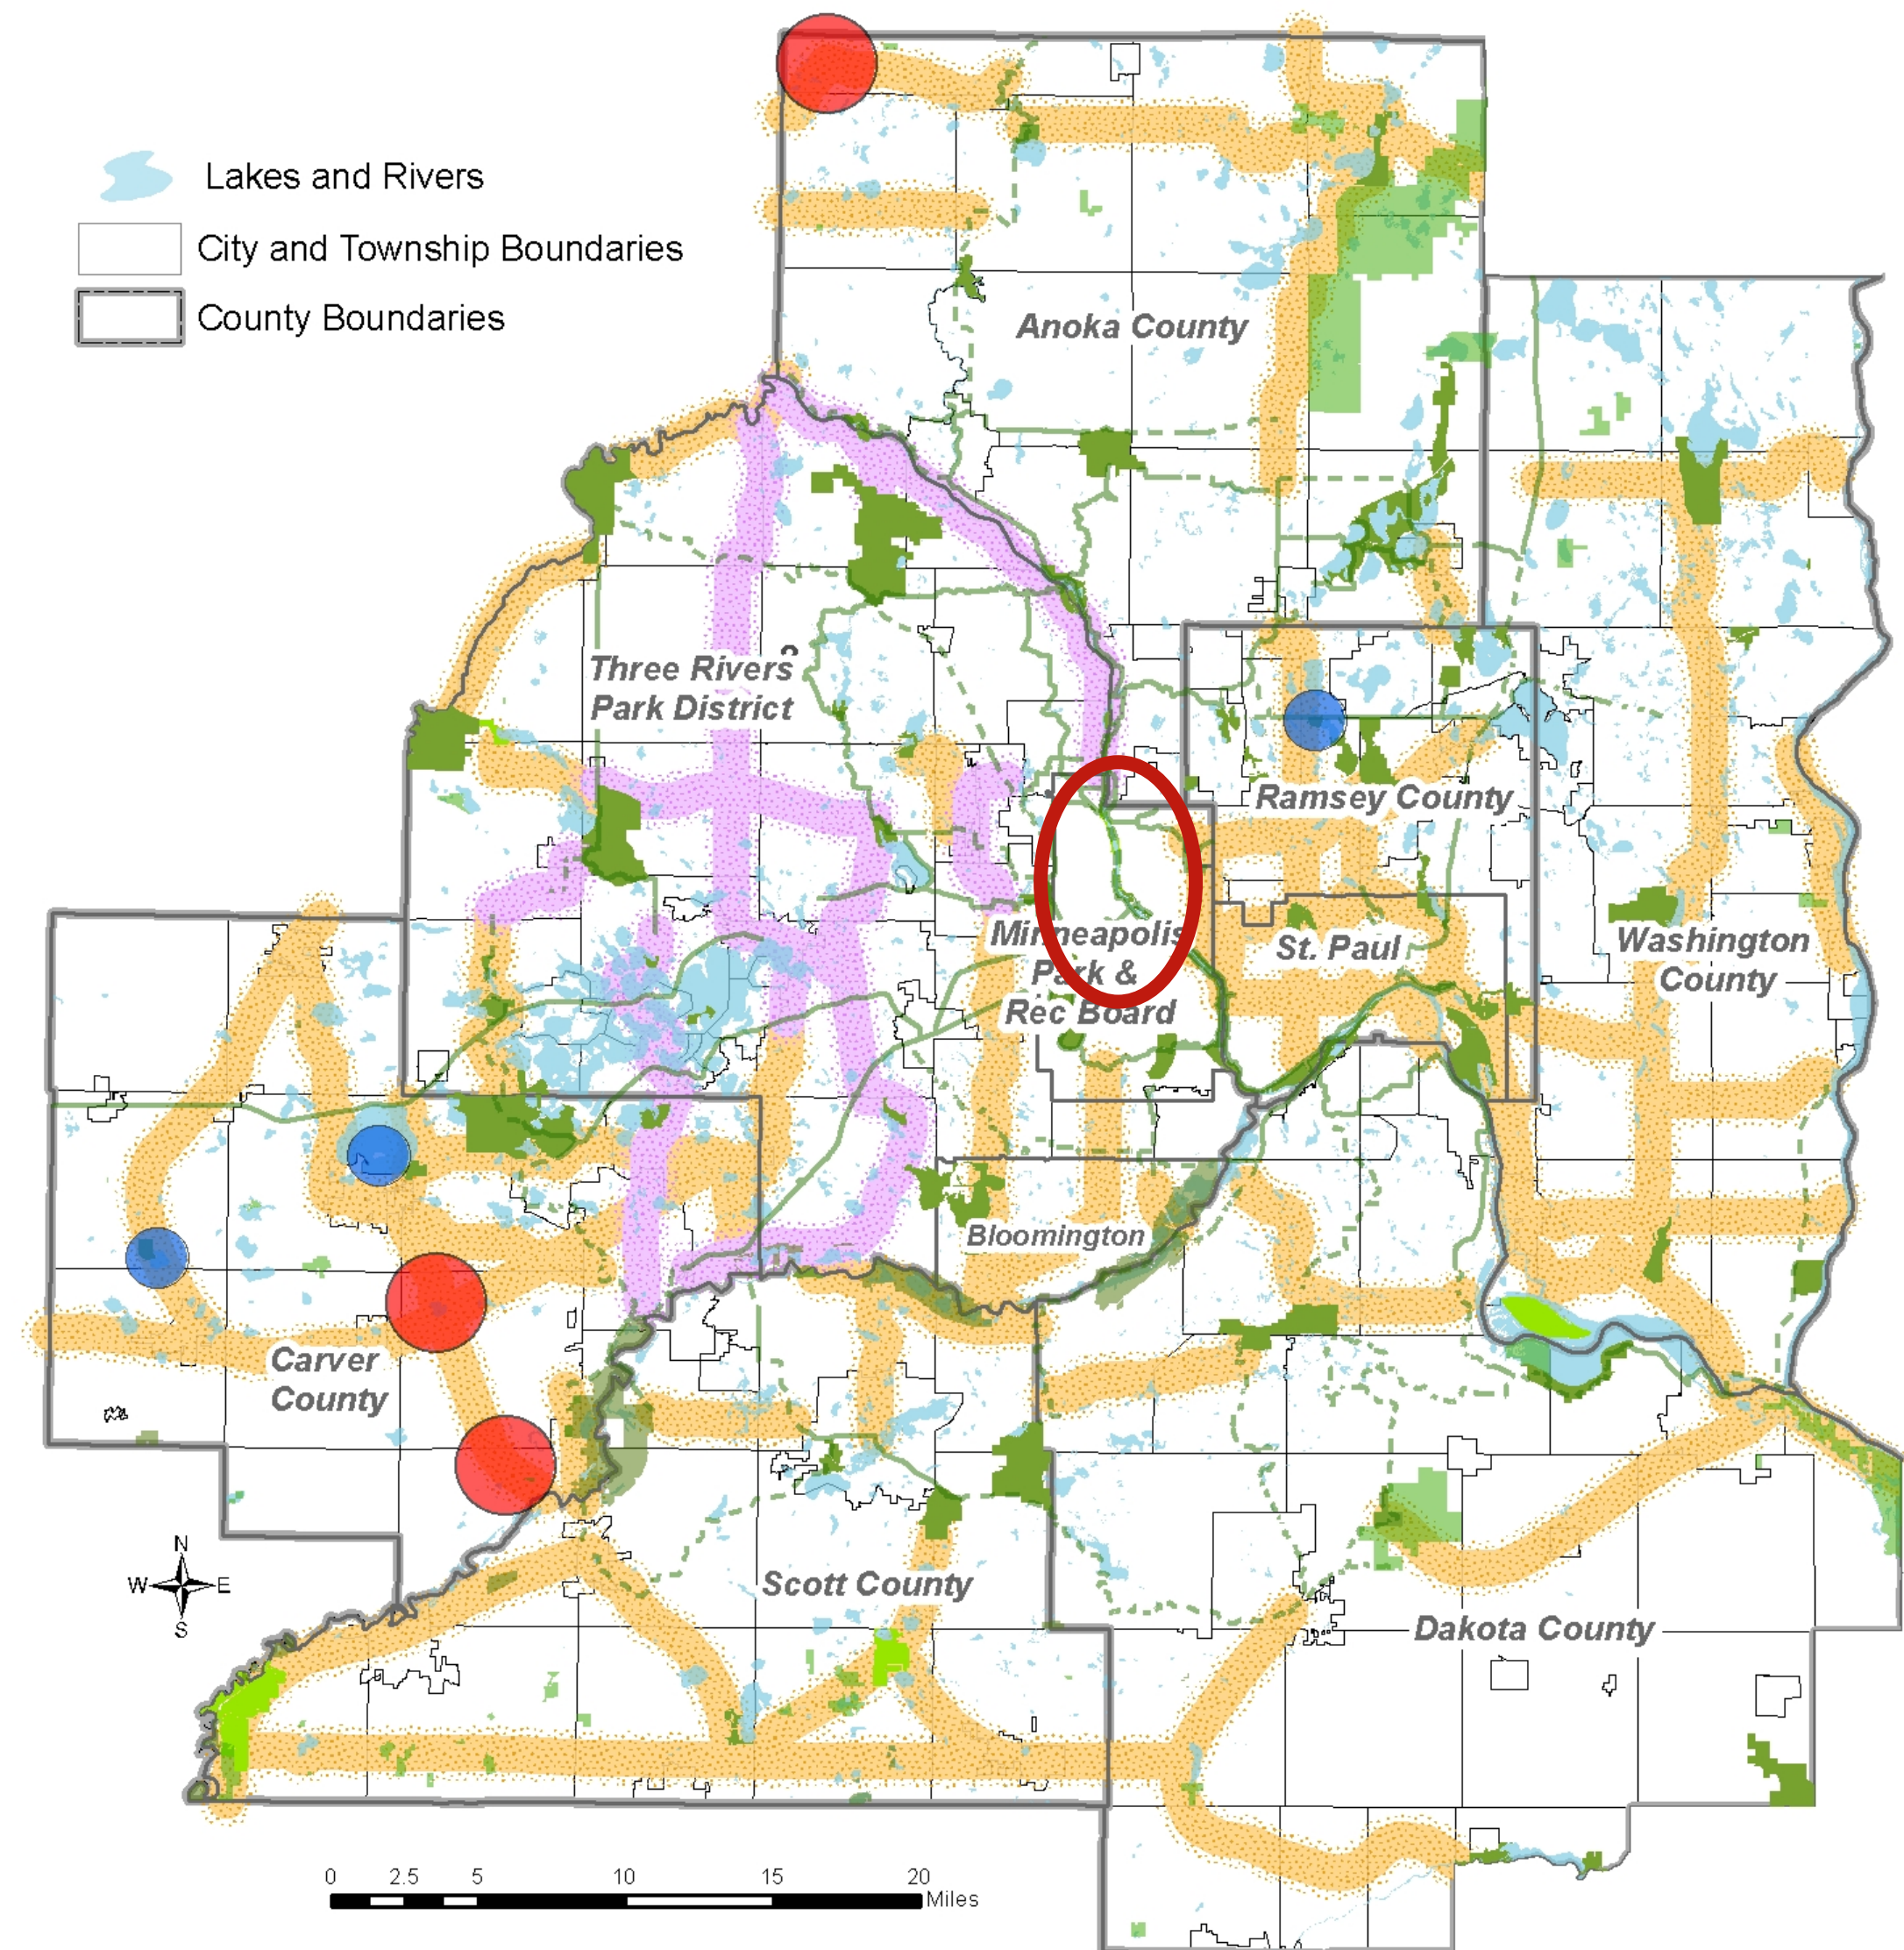 Lakes and Rivers
City and Township Boundaries
County Boundaries
Anoka County
Three Rivers
Park District
Ramsey County
Minneapolis
Park &
Rec Board
St. Paul
Washington
County
Bloomington
Carver
County
N
W E
S
Scott County
Dakota County
0 2.5 5 10 15 20
Miles